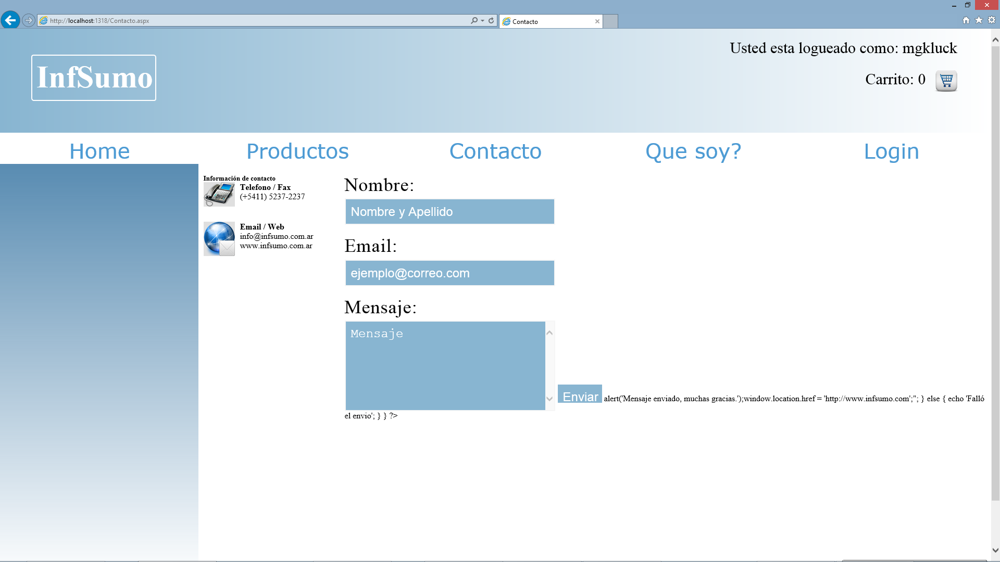 http://localhost:1318/Contacto.aspx
Contacto
Usted esta logueado como: mgkluck
InfSumo
Carrito: 0
Home Productos Contacto Que soy? Login
Información de contacto
Telefono / Fax
(+5411) 5237-2237
Email / Web
info@infsumo.com.ar
www.infsumo.com.ar
Nombre:
Nombre y Apellido
Email:
ejemplo@correo.com
Mensaje:
Mensaje
Enviar alert('Mensaje enviado, muchas gracias.');window.location.href = 'http://www.infsumo.com';"; } else { echo 'Falló
el envio'; } } ?>